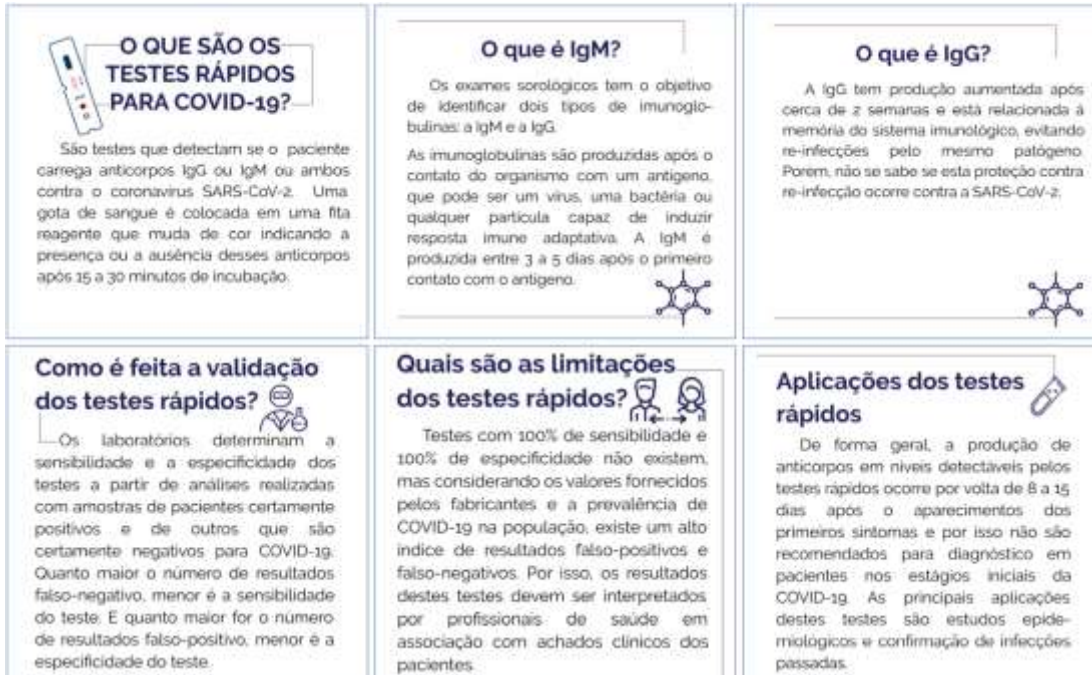 O QUE SÃO OS
TESTES RÁPIDOS
PARA COVID-19?
São testes que detectam se o paciente
carrega anticorpos IgG ou IgM ou ambos
contra o coronavirus SARS-CoV-2. Uma
gota de sangue é colocada em uma fita
reagente que muda de cor indicando a
presença ou a ausência desses anticorpos
após 15 a 30 minutos de incubação.
O que é IgM?
Os exames sorológicos tem o objetivo
de identificar dois tipos de imunoglo-
bulinas: a IgM e a IgG.
As imunoglobulinas são produzidas após o
contato do organismo com um antígeno,
que pode ser um vírus, uma bactéria ou
qualquer partícula capaz de induzir
resposta imune adaptativa. A IgM é
produzida entre 3 a 5 dias após o primeiro
contato com o antígeno.
O que é IgG?
A IgG tem produção aumentada após
cerca de 2 semanas e está relacionada à
memória do sistema imunológico, evitando
re-infecções pelo mesmo patógeno.
Porem, não se sabe se esta proteção contra
re-infecção ocorre contra a SARS-CoV-2.
Como é feita a validação
dos testes rápidos?
Os laboratórios determinam a
sensibilidade e a especificidade dos
testes a partir de análises realizadas
com amostras de pacientes certamente
positivos e de outros que são
certamente negativos para COVID-19.
Quanto maior o número de resultados
falso-negativo, menor é a sensibilidade
do teste. E quanto maior for o número
de resultados falso-positivo, menor é a
especificidade do teste.
Quais são as limitações
dos testes rápidos?
Testes com 100% de sensibilidade e
100% de especificidade não existem,
mas considerando os valores fornecidos
pelos fabricantes e a prevalência de
COVID-19 na população, existe um alto
índice de resultados falso-positivos e
falso-negativos. Por isso, os resultados
destes testes devem ser interpretados
por profissionais de saúde em
associação com achados clínicos dos
pacientes.
Aplicações dos testes
rápidos
De forma geral, a produção de
anticorpos em níveis detectáveis pelos
testes rápidos ocorre por volta de 8 a 15
dias após o aparecimentos dos
primeiros sintomas e por isso não são
recomendados para diagnóstico em
pacientes nos estágios iniciais da
COVID-19. As principais aplicações
destes testes são estudos epide-
miológicos e confirmação de infecções
passadas.